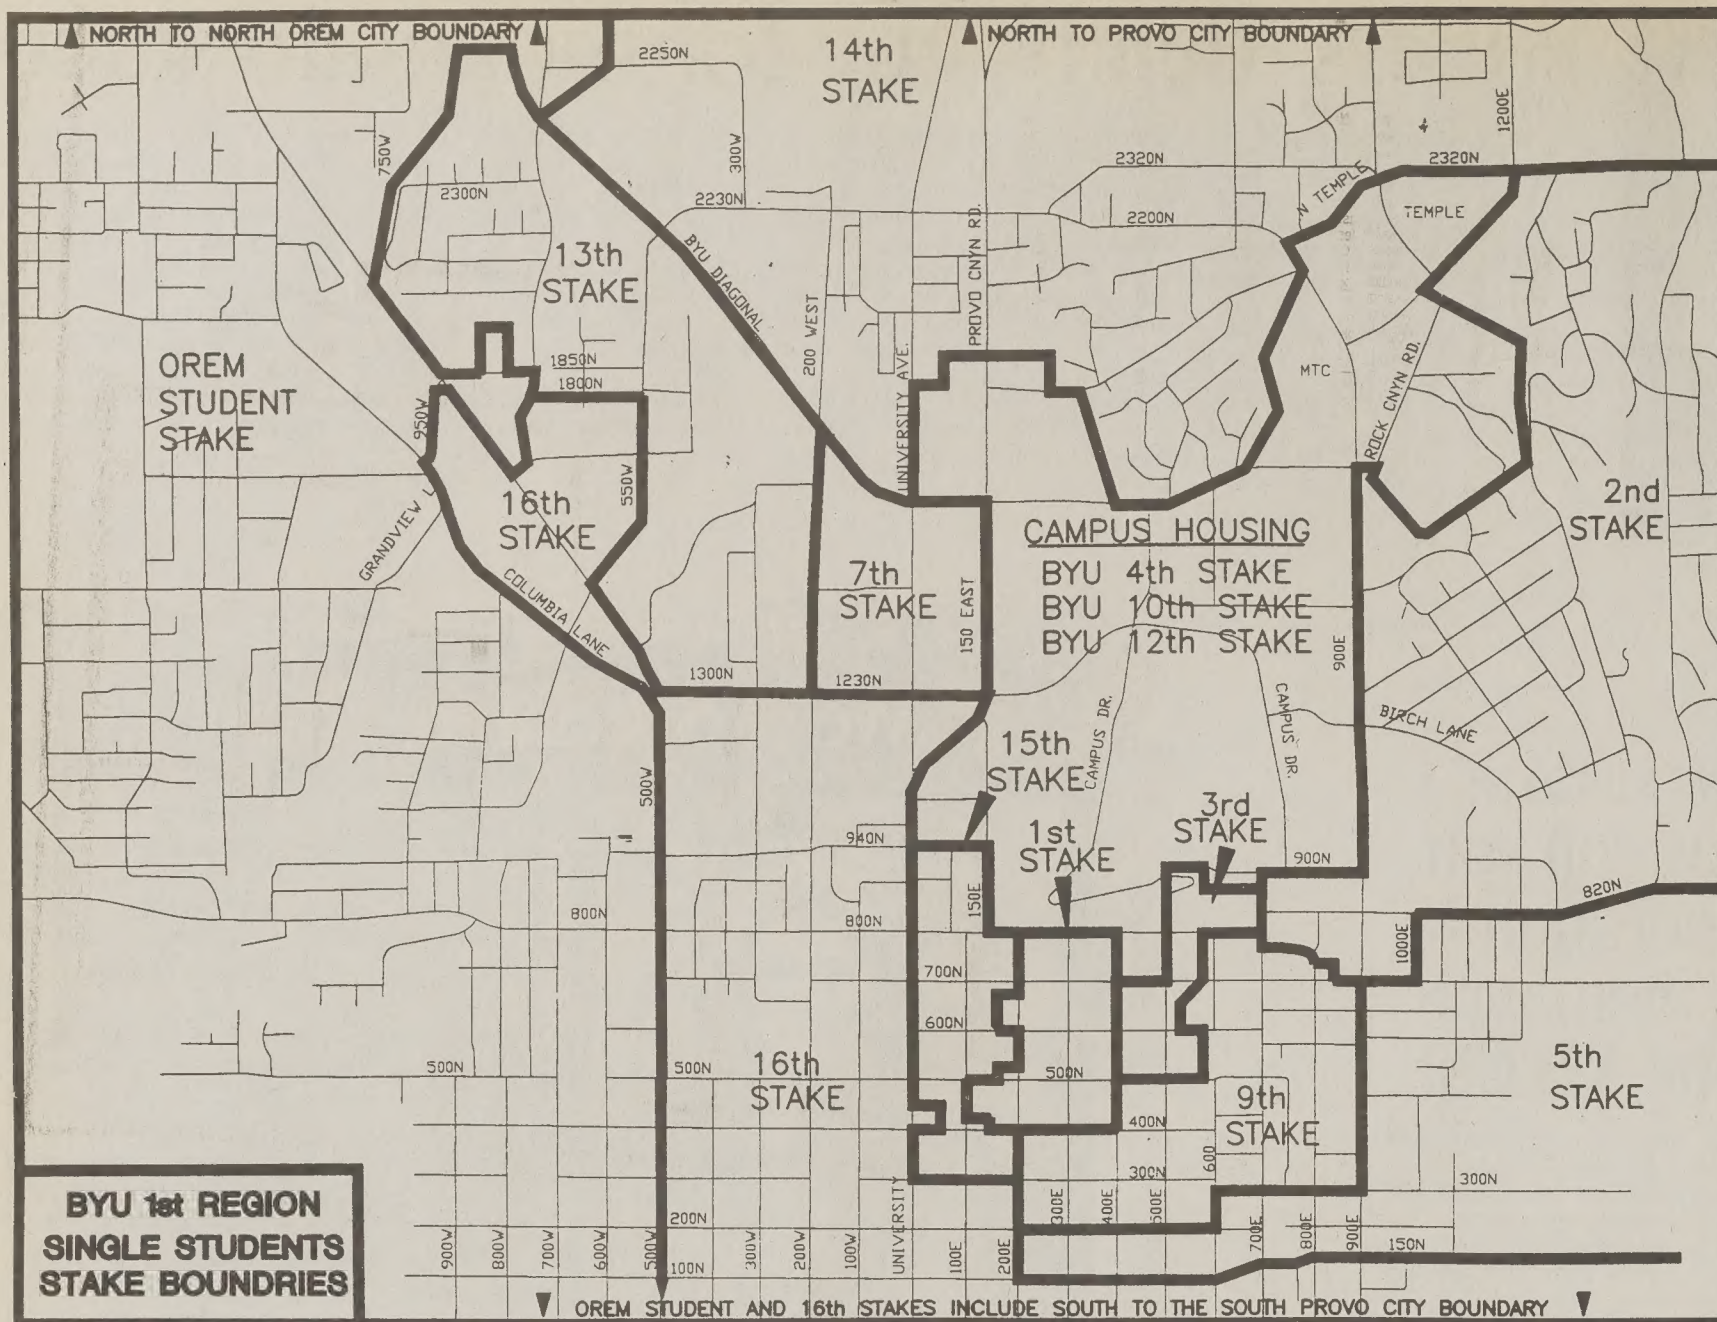 NORTH TO NORTH OREM CITY BOUNDARY
NORTH TO PROVO CITY BOUNDARY
14th
STAKE
2250N
1200E
750W
300W
2320N
2320N
N TEMPLE
TEMPLE
2300N
2230N
2200N
PROVO CNYN RD.
BYU DIAGONAL
13th
STAKE
200 WEST
UNIVERSITY AVE.
MTC
ROCK CNYN RD.
OREM
STUDENT
STAKE
1850N
1800N
950W
550W
16th
STAKE
GRANDVIEW L
COLUMBIA LANE
2nd
STAKE
CAMPUS HOUSING
BYU 4th STAKE
BYU 10th STAKE
BYU 12th STAKE
7th
STAKE
150 EAST
900E
1300N
1230N
CAMPUS DR.
CAMPUS DR.
BIRCH LANE
15th
STAKE
500W
3rd
STAKE
1st
STAKE
940N
900N
820N
150E
800N
800N
1000E
700N
600N
500N
500N
500N
16th
STAKE
5th
STAKE
9th
STAKE
400N
300N
300N
600
UNIVERSITY
200N
300E
400E
500E
700E
800E
900E
150N
900W
800W
700W
600W
500W
300W
200W
100W
100E
200E
100N
BYU 1st REGION
SINGLE STUDENTS
STAKE BOUNDRIES
OREM STUDENT AND 16th STAKES INCLUDE SOUTH TO THE SOUTH PROVO CITY BOUNDARY